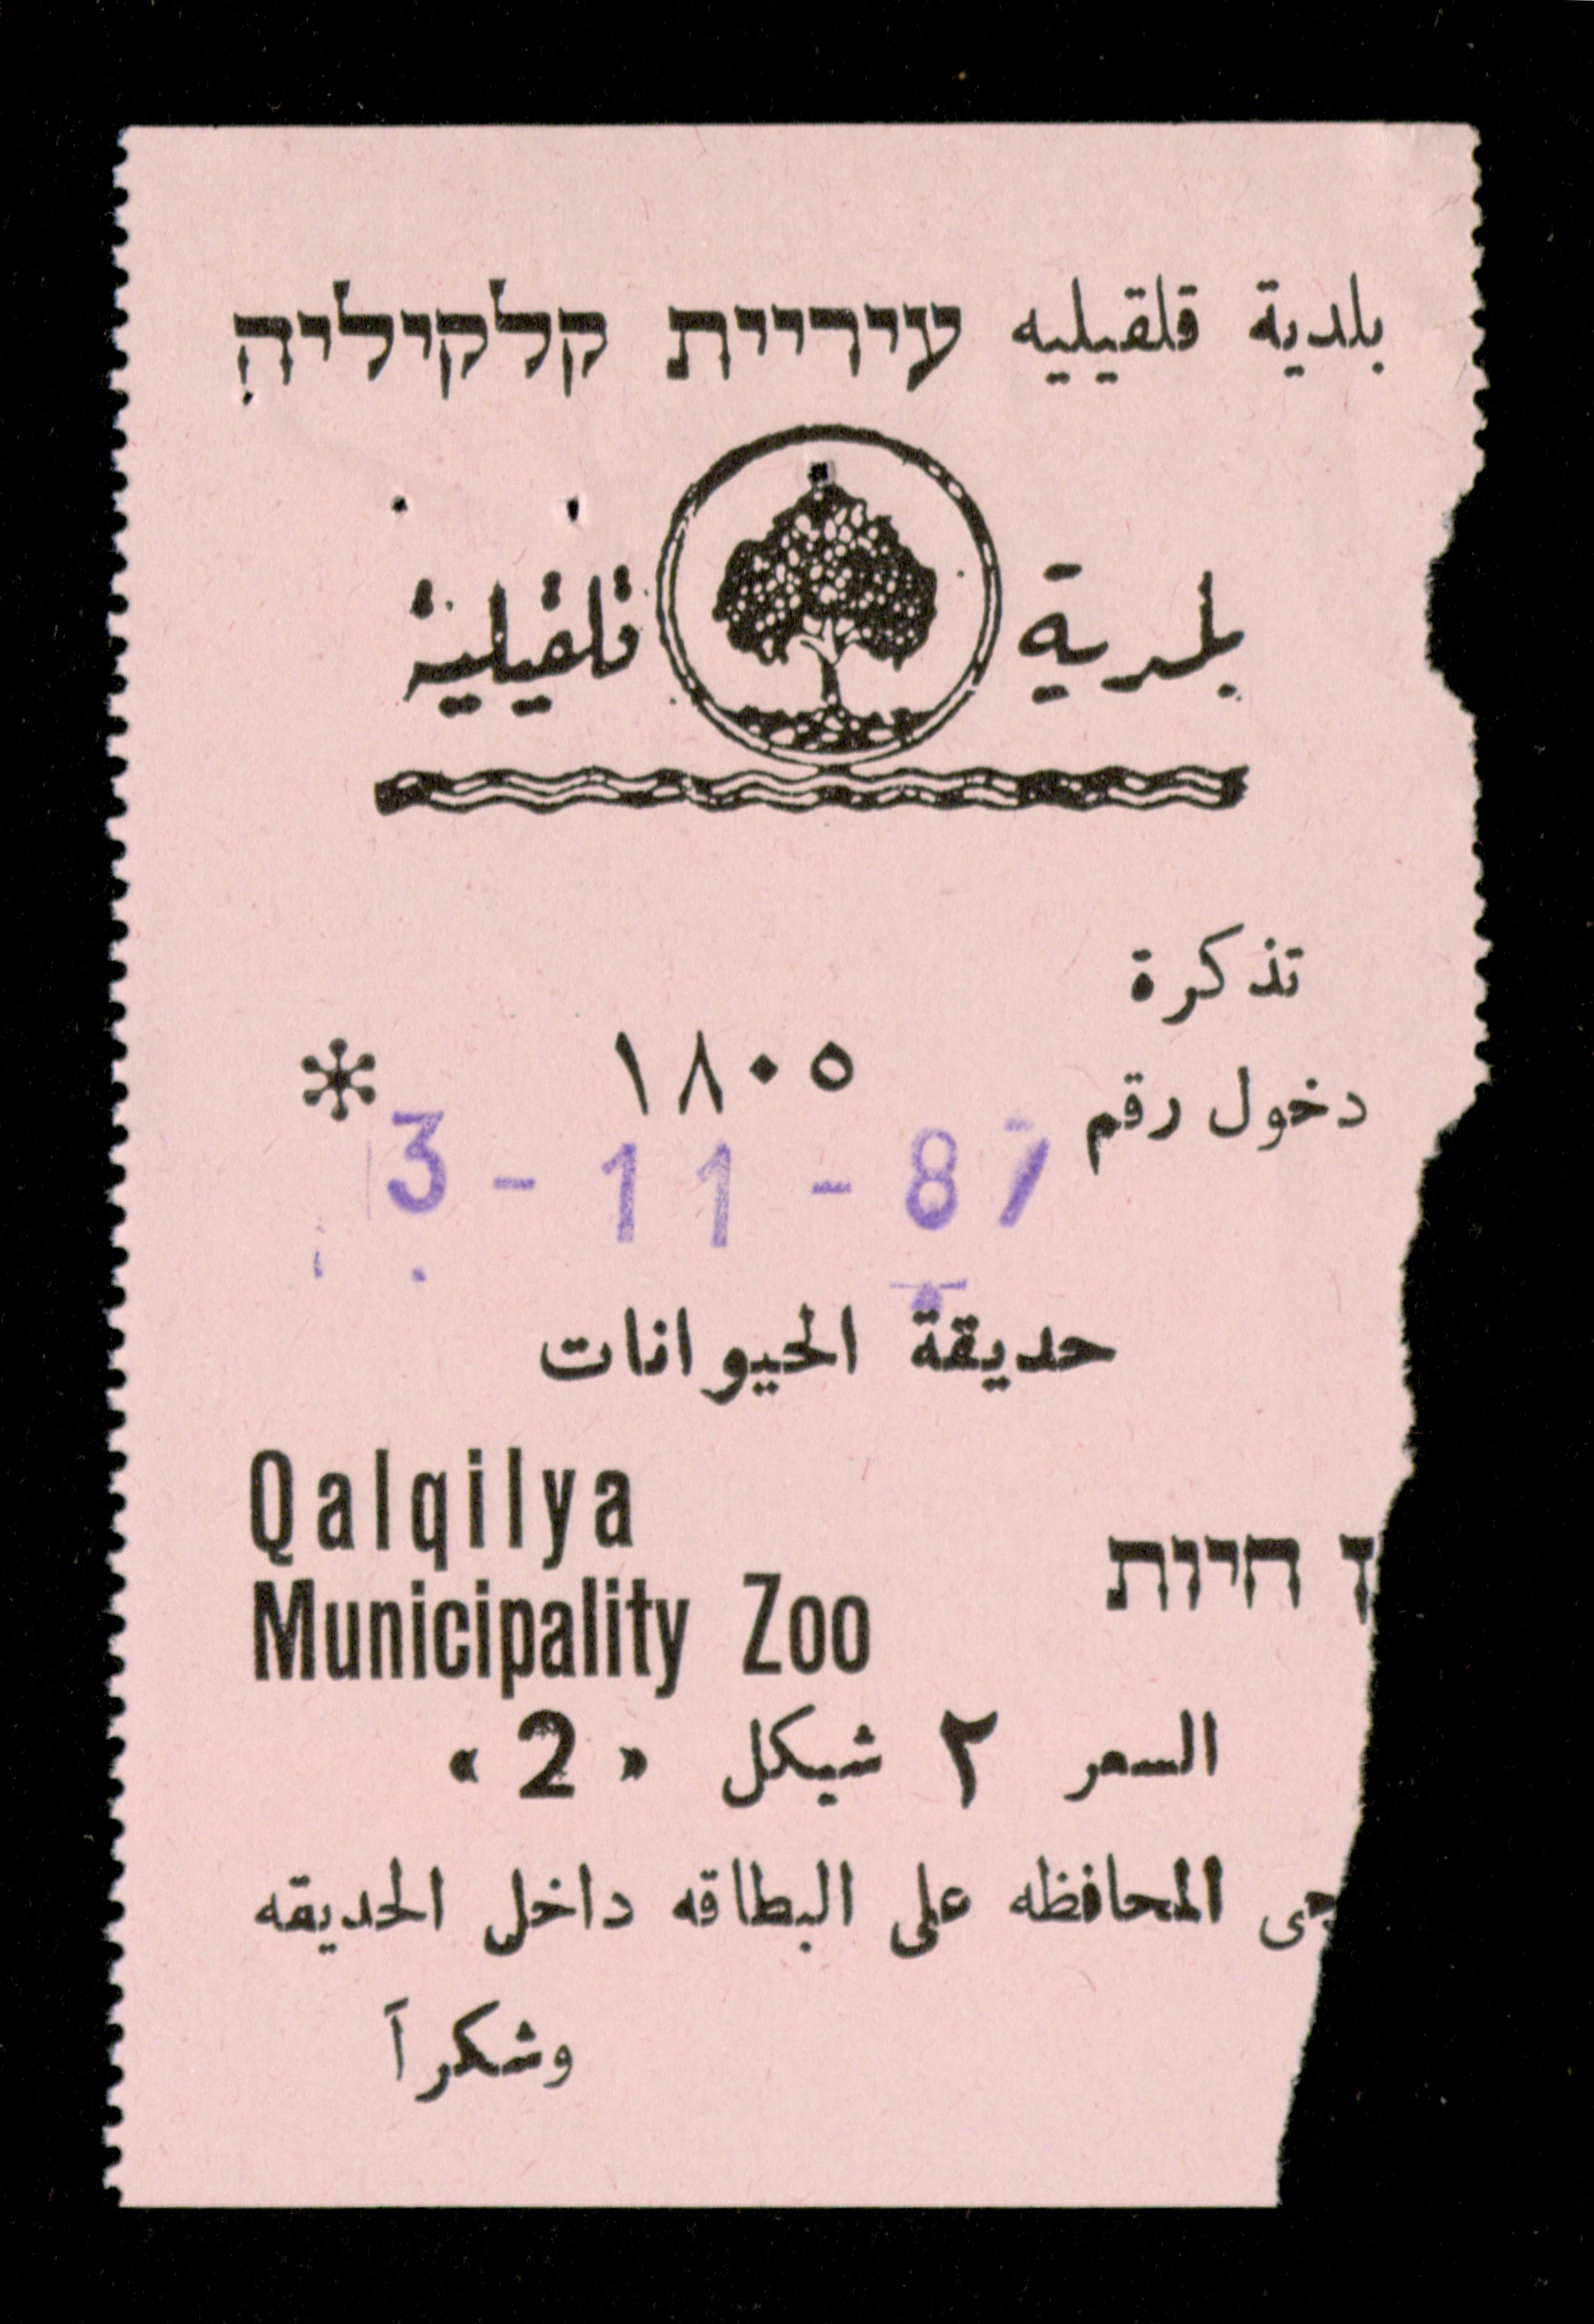 بلدية قلقيليه עיריית קלקיליה
بلدية قلقيلية
تذكرة
دخول رقم ١٨٠٥ *
3-11-87
حديقة الحيوانات
Qalqilya
Municipality Zoo
ן חיות
السعر ٢ شيكل « 2 »
جى المحافظه على البطاقه داخل الحديقه
وشكراً